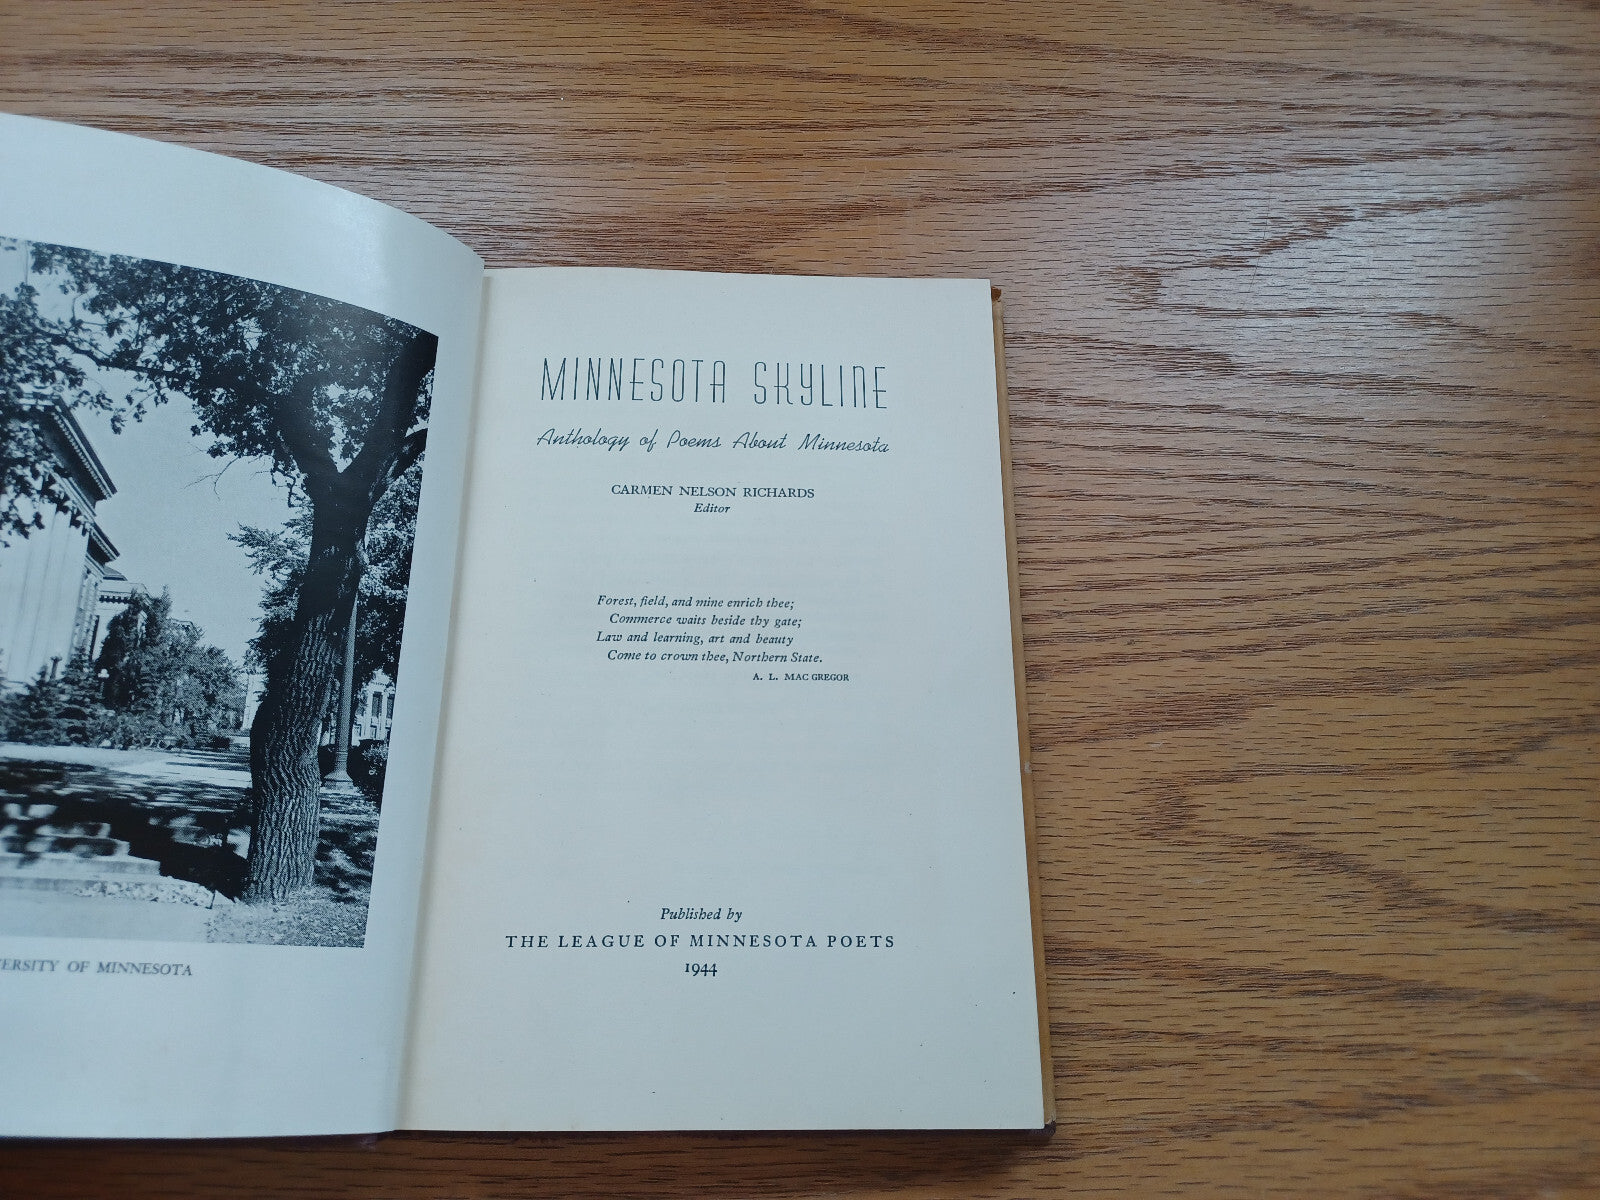 OF MINNESOTA
MINNESOTA SKYLINE
Anthology of Poems About Minnesota
CARMEN NELSON RICHARDS
Editor
Forest, field, and mine enrich thee;
Commerce waits beside thy gate;
Law and learning, art and beauty
Come to crown thee, Northern State.
A. L. MAC GREGOR
Published by
THE LEAGUE OF MINNESOTA POETS
1944